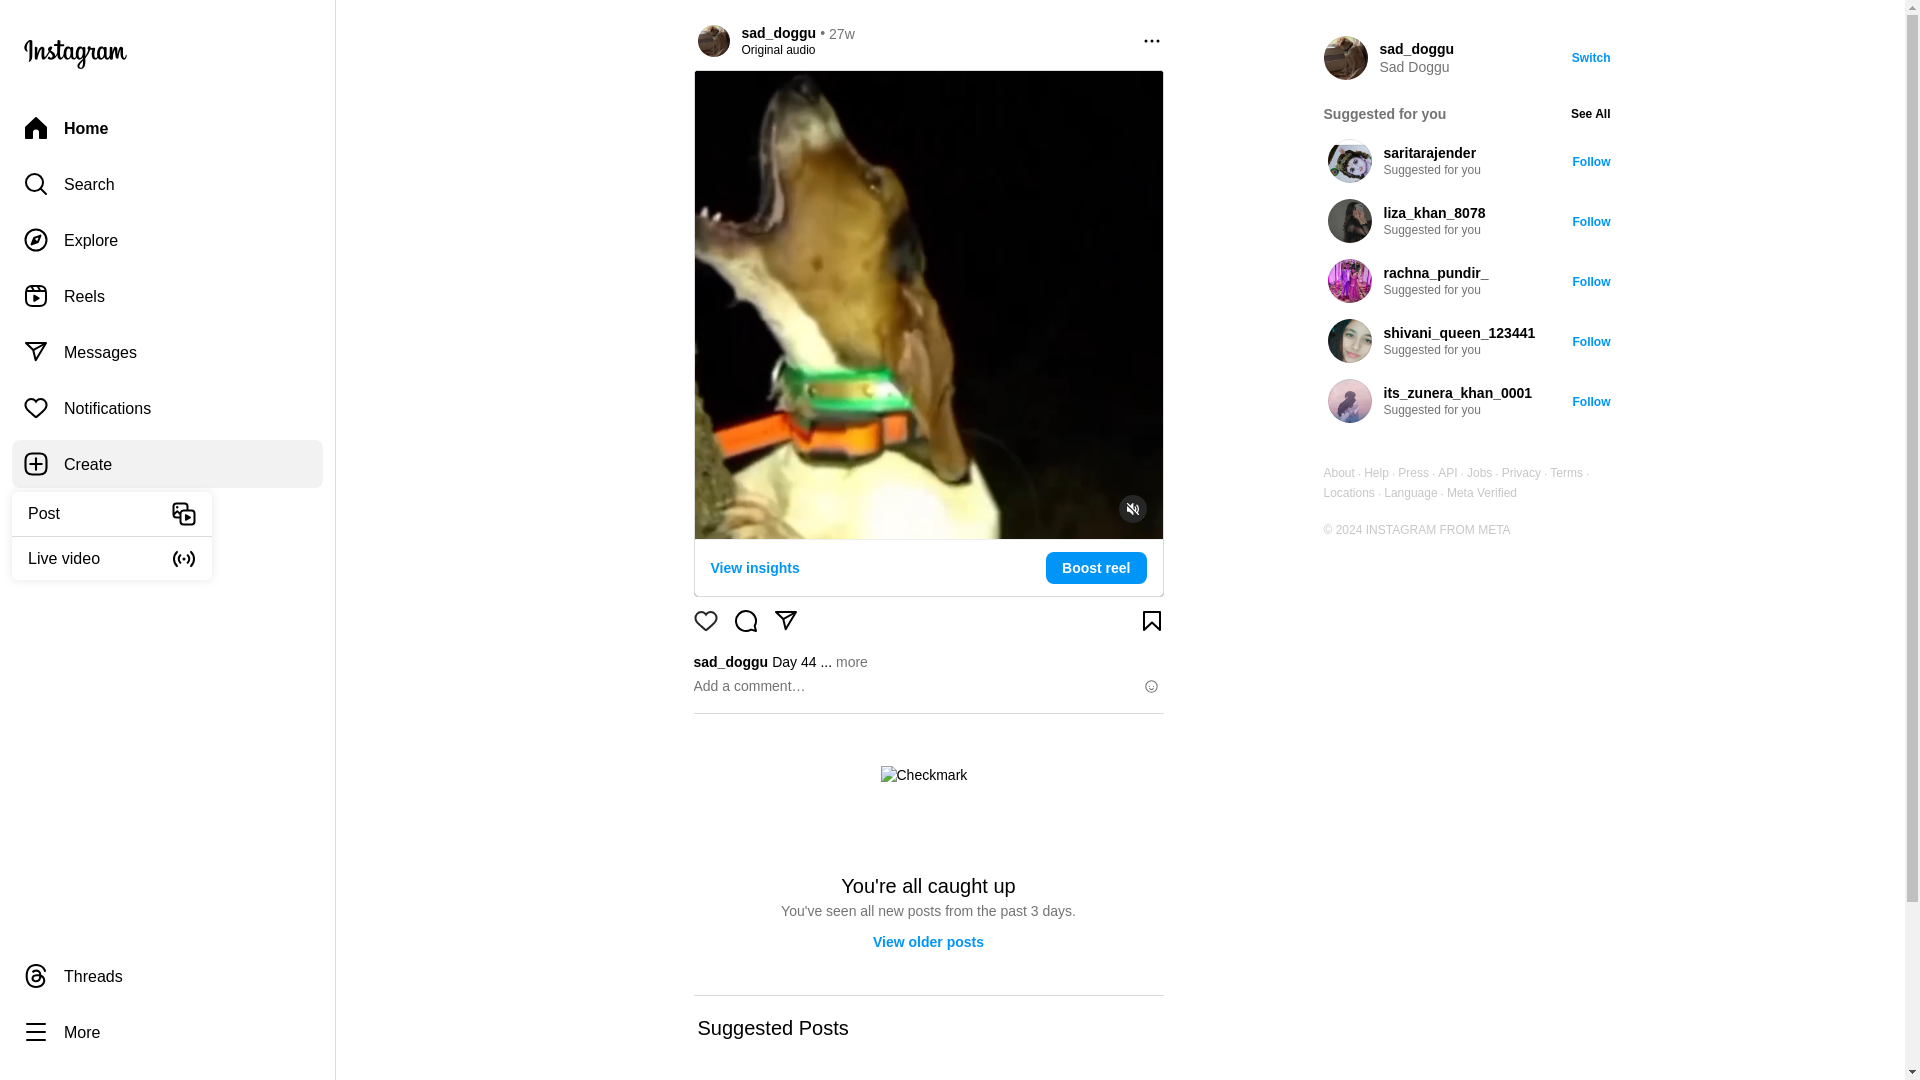 Instagram
Home
Search
Explore
Reels
Messages
Notifications
Create
Post
Live video
Threads
More
sad_doggu • 27w
Original audio
View insights
Boost reel
sad_doggu Day 44 ... more
Add a comment…
Checkmark
You're all caught up
You've seen all new posts from the past 3 days.
View older posts
Suggested Posts
sad_doggu
Sad Doggu
Switch
Suggested for you
See All
saritarajender
Suggested for you
Follow
liza_khan_8078
Suggested for you
Follow
rachna_pundir_
Suggested for you
Follow
shivani_queen_123441
Suggested for you
Follow
its_zunera_khan_0001
Suggested for you
Follow
About · Help · Press · API · Jobs · Privacy · Terms ·
Locations · Language · Meta Verified
© 2024 INSTAGRAM FROM META